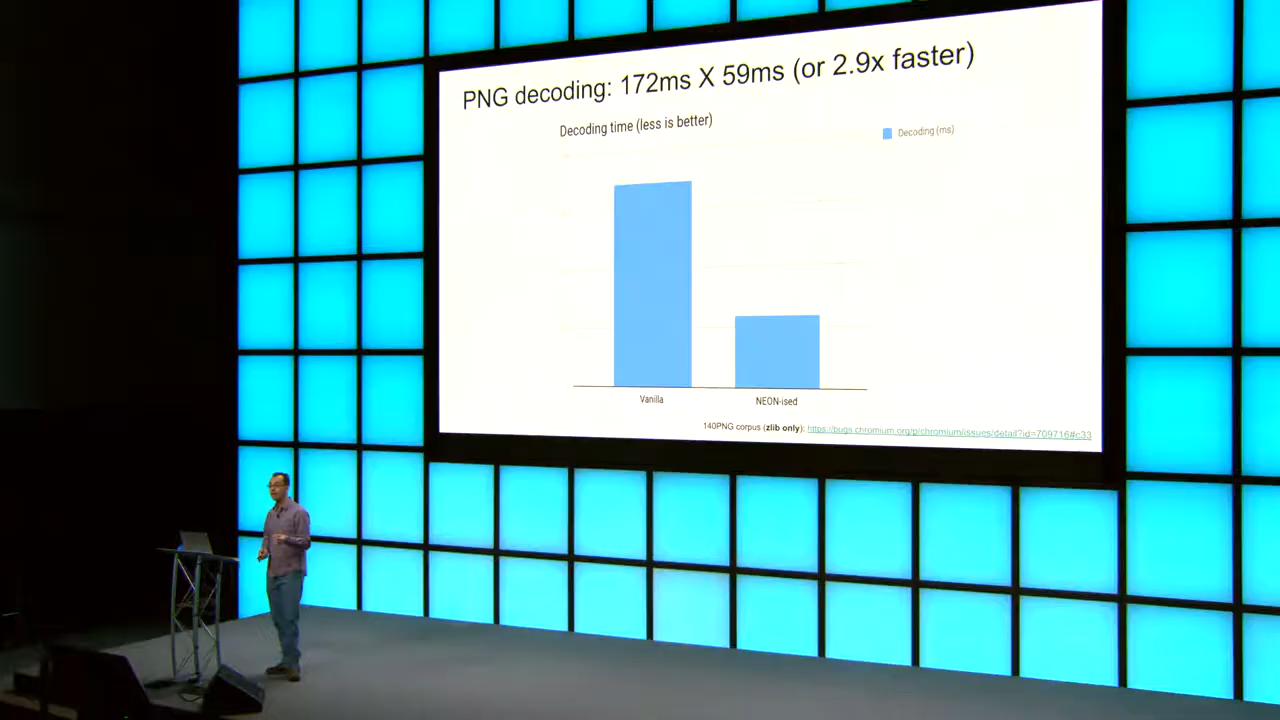 PNG decoding: 172ms X 59ms (or 2.9x faster)
Decoding time (less is better)
Decoding (ms)
Vanilla
NEON-ised
140PNG corpus (zlib only): https://bugs.chromium.org/p/chromium/issues/detail?id=709716#c33